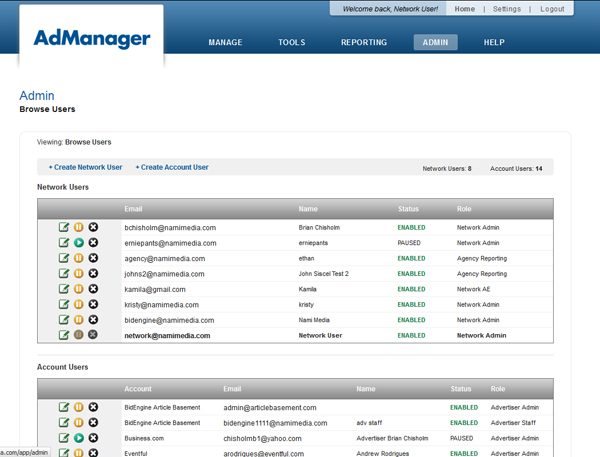 Welcome back, Network User! Home | Settings | Logout
AdManager
MANAGE TOOLS REPORTING ADMIN HELP
Admin
Browse Users
Viewing: Browse Users
+ Create Network User + Create Account User Network Users: 8 Account Users: 14
Network Users
Email Name Status Role
bchisholm@namimedia.com Brian Chisholm ENABLED Network Admin
erniepants@namimedia.com erniepants PAUSED Network Admin
agency@namimedia.com ethan ENABLED Agency Reporting
johns2@namimedia.com John Siscel Test 2 ENABLED Agency Reporting
kamila@gmail.com Kamila ENABLED Network AE
kristy@namimedia.com kristy ENABLED Network Admin
bidengine@namimedia.com Nami Media ENABLED Network Admin
network@namimedia.com Network User ENABLED Network Admin
Account Users
Account Email Name Status Role
BidEngine Article Basement admin@articlebasement.com ENABLED Advertiser Admin
BidEngine Article Basement bidengine1111@namimedia.com adv staff ENABLED Advertiser Staff
Business.com chisholmb1@yahoo.com Advertiser Brian Chisholm PAUSED Advertiser Admin
Eventful arodrigues@eventful.com Andrew Rodrigues ENABLED Advertiser Admin
a.com/app/admin